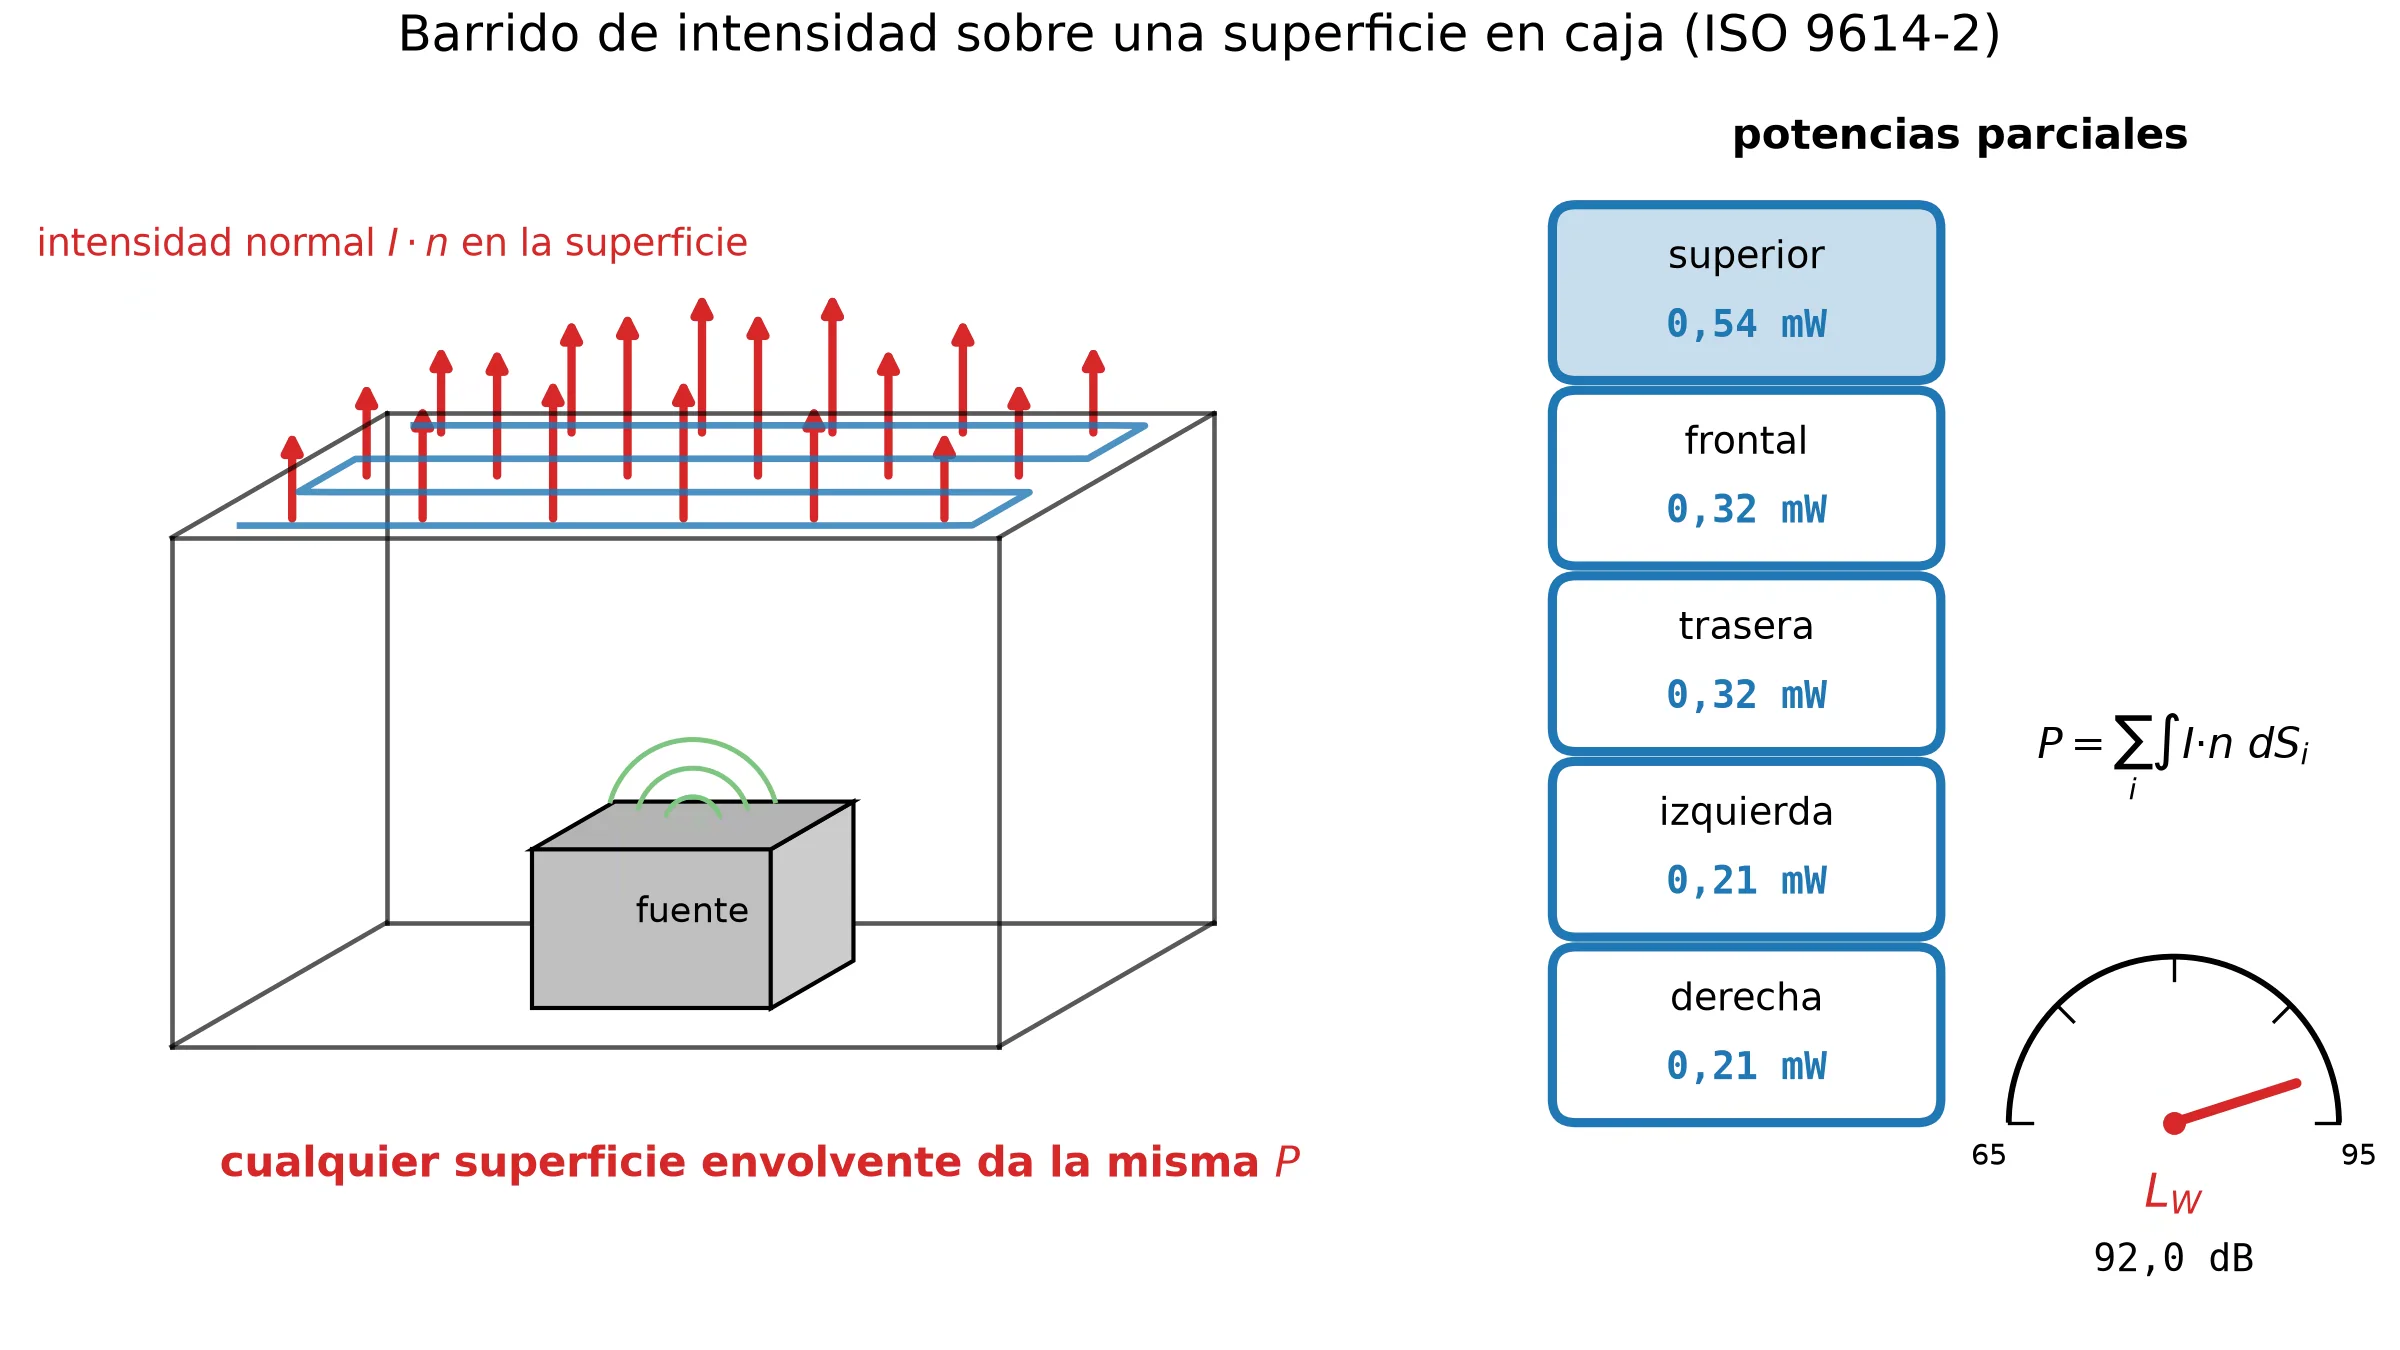 Barrido de intensidad sobre una superficie en caja (ISO 9614-2)
potencias parciales
intensidad normal I · n en la superficie
superior
0,54 mW
frontal
0,32 mW
trasera
0,32 mW
izquierda
0,21 mW
derecha
0,21 mW
P = ∑∫I·n dSᵢ
i
fuente
65
95
cualquier superficie envolvente da la misma P
L_W
92,0 dB